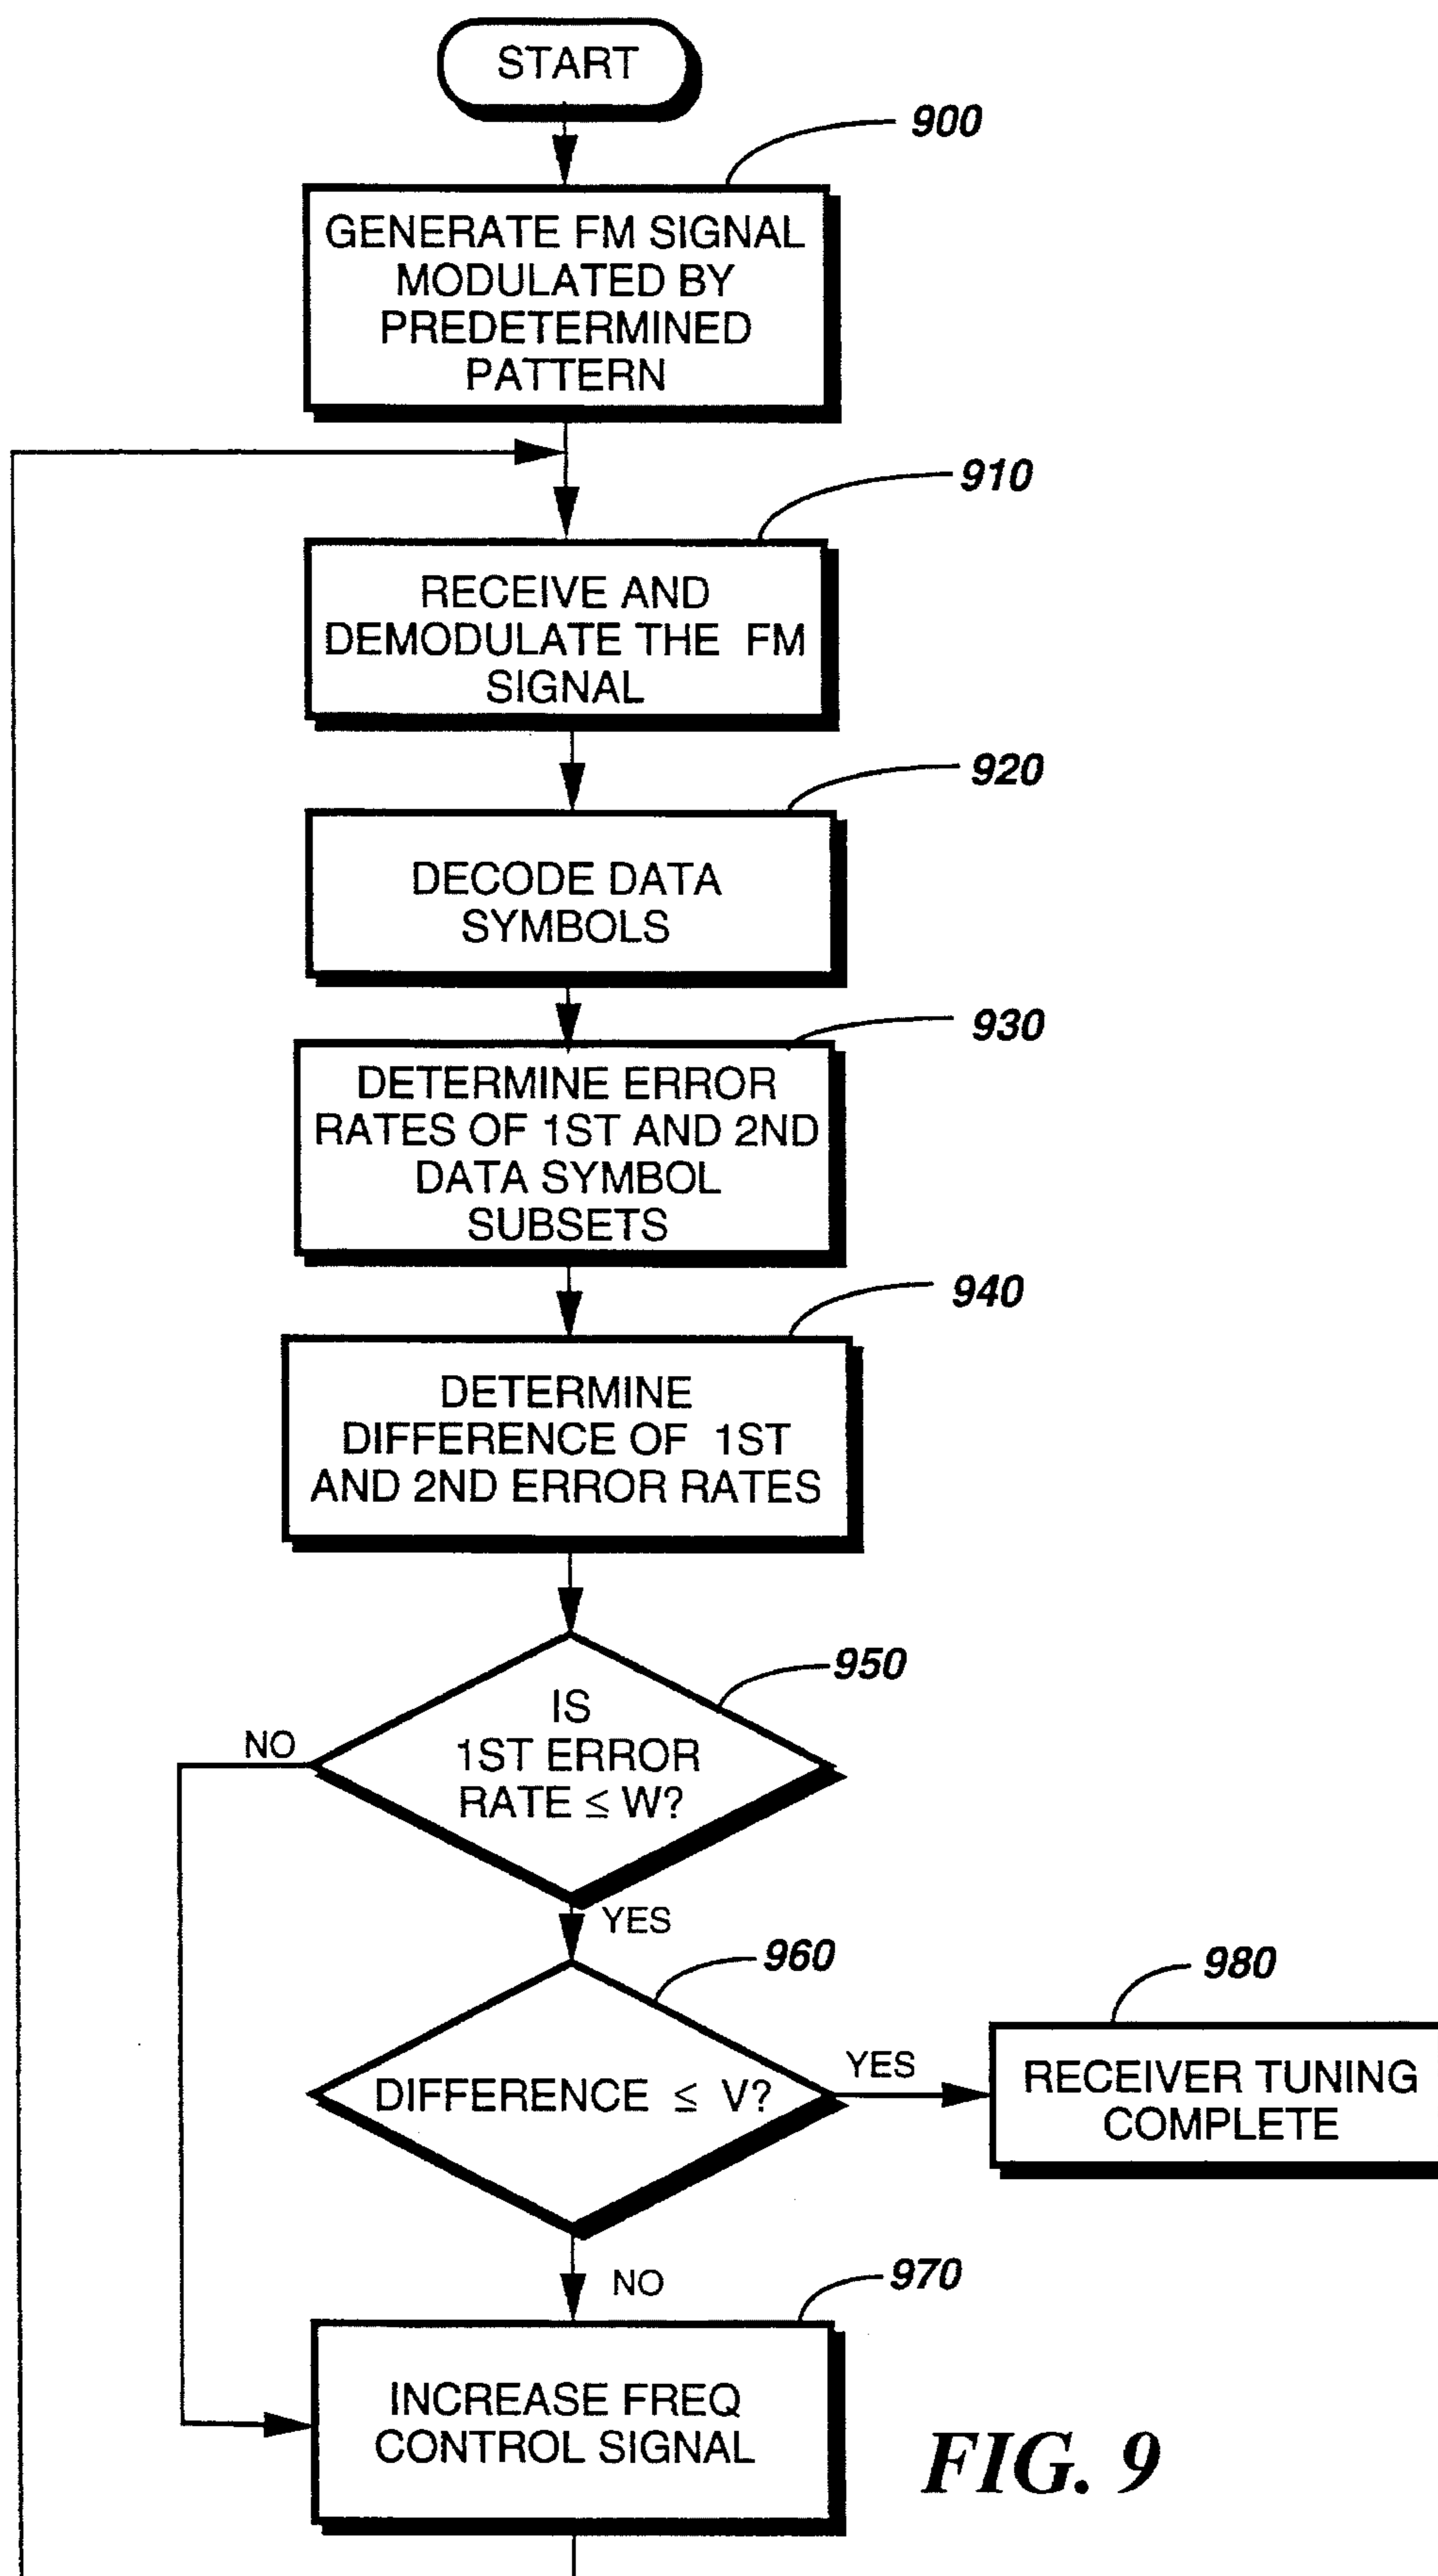 START
900
GENERATE FM SIGNAL
MODULATED BY
PREDETERMINED
PATTERN
910
RECEIVE AND
DEMODULATE THE FM
SIGNAL
920
DECODE DATA
SYMBOLS
930
DETERMINE ERROR
RATES OF 1ST AND 2ND
DATA SYMBOL
SUBSETS
940
DETERMINE
DIFFERENCE OF 1ST
AND 2ND ERROR RATES
950
IS
1ST ERROR
RATE ≤ W?
NO
YES
960
DIFFERENCE ≤ V?
YES
980
RECEIVER TUNING
COMPLETE
NO
970
INCREASE FREQ
CONTROL SIGNAL
FIG. 9